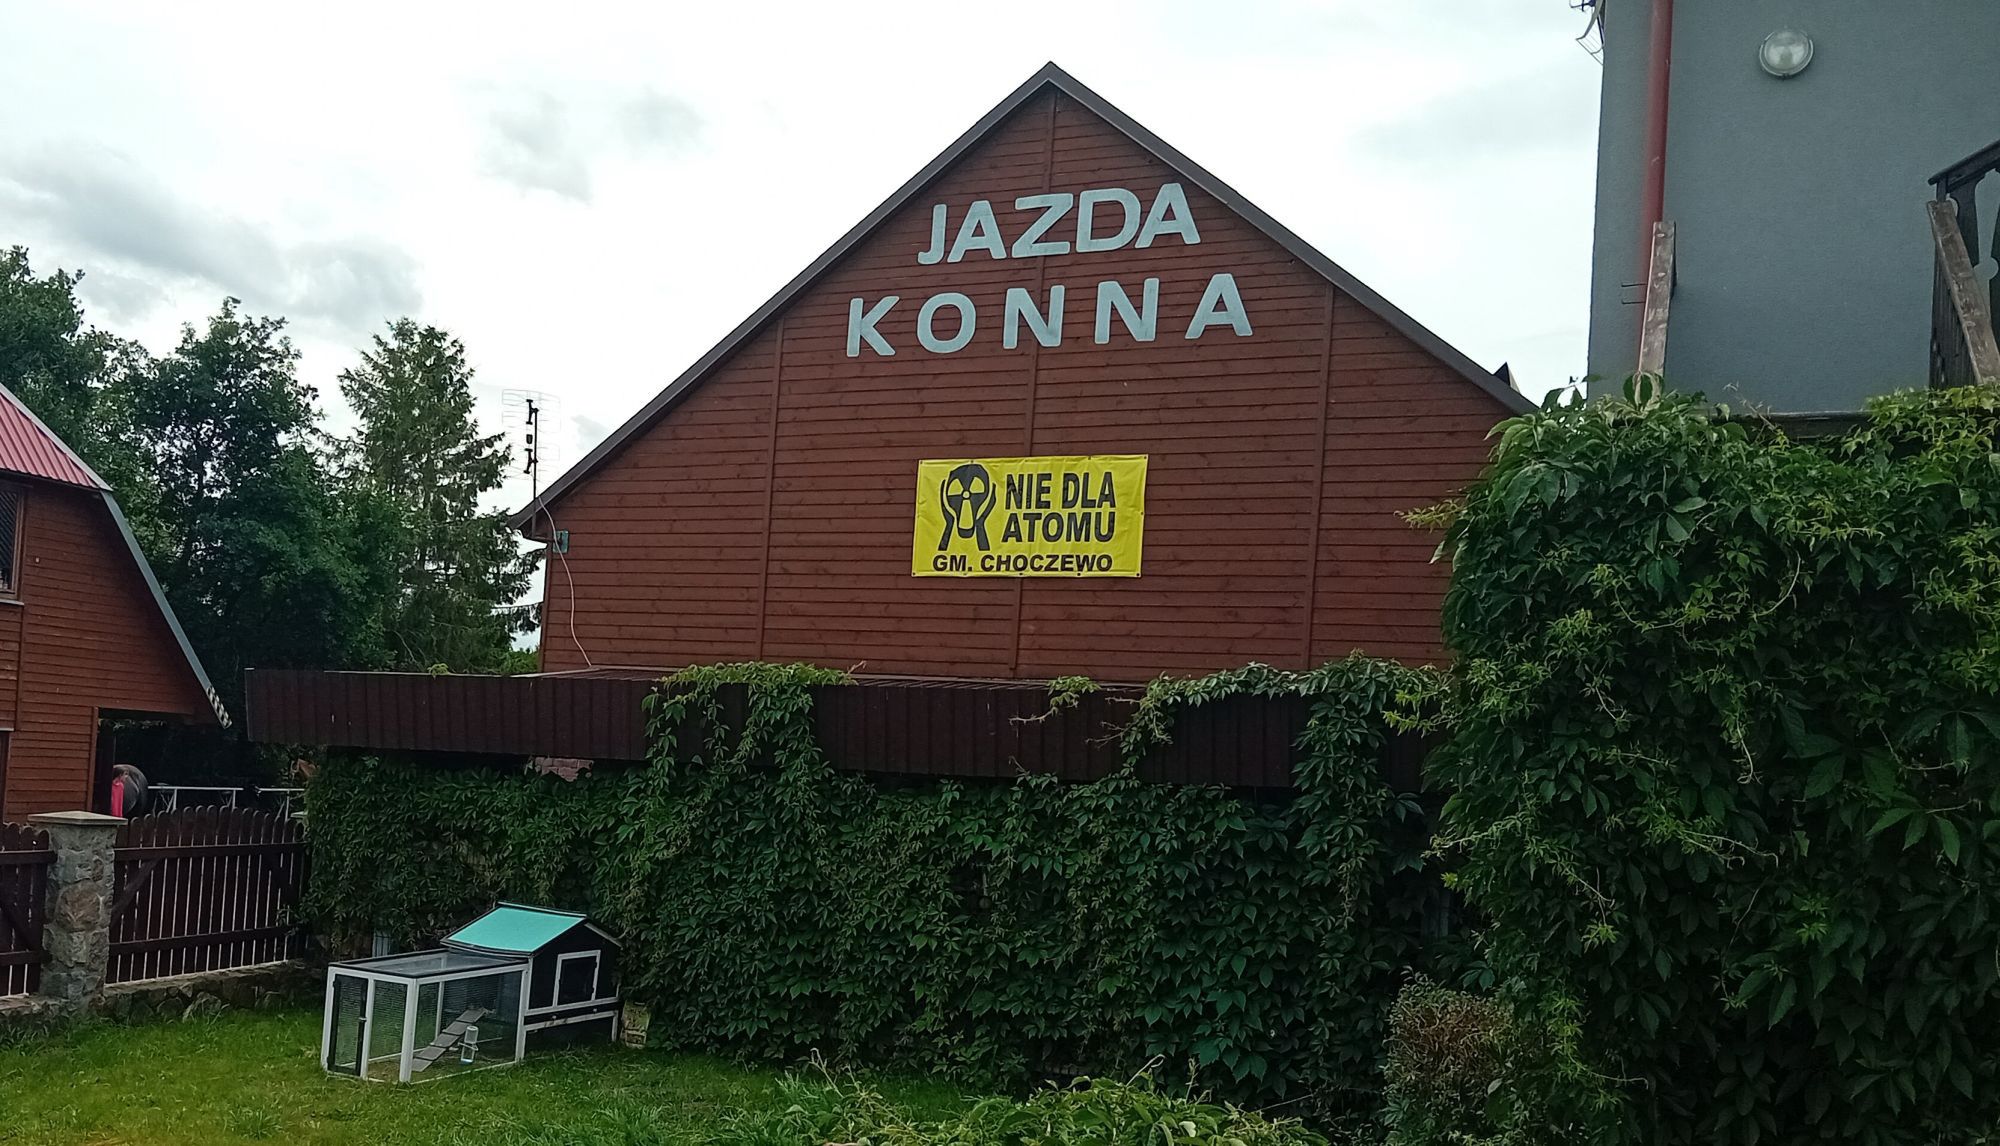 JAZDA
KONNA
NIE DLA
ATOMU
GM. CHOCZEWO